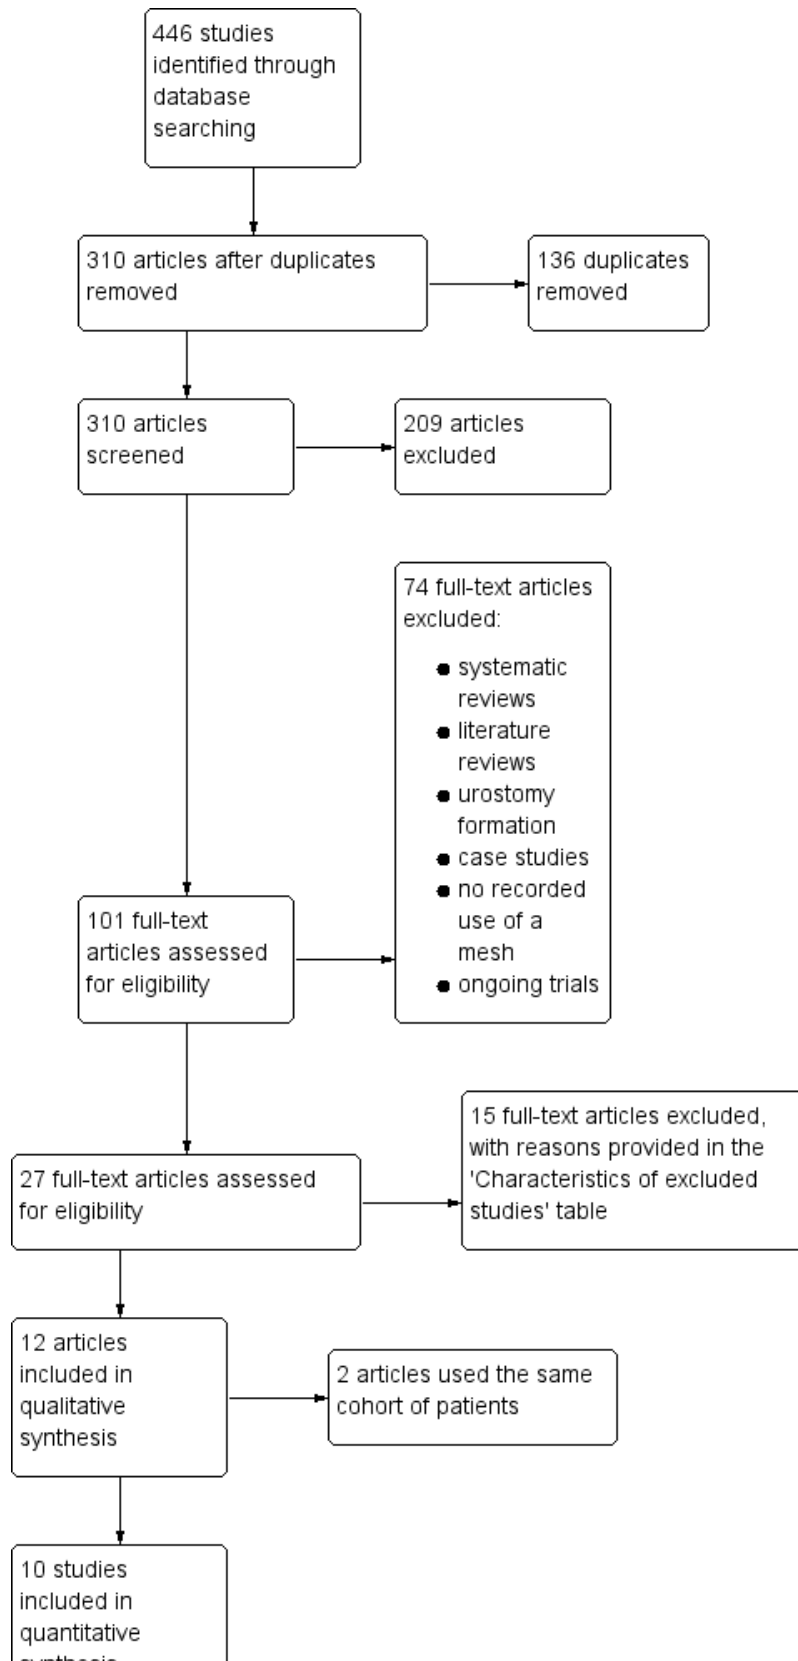 446 studies
identified through
database
searching
310 articles after duplicates
removed
136 duplicates
removed
310 articles
screened
209 articles
excluded
74 full-text articles
excluded:
● systematic
reviews
● literature
reviews
● urostomy
formation
● case studies
● no recorded
use of a
mesh
● ongoing trials
101 full-text
articles assessed
for eligibility
15 full-text articles excluded,
with reasons provided in the
'Characteristics of excluded
studies' table
27 full-text articles assessed
for eligibility
12 articles
included in
qualitative
synthesis
2 articles used the same
cohort of patients
10 studies
included in
quantitative